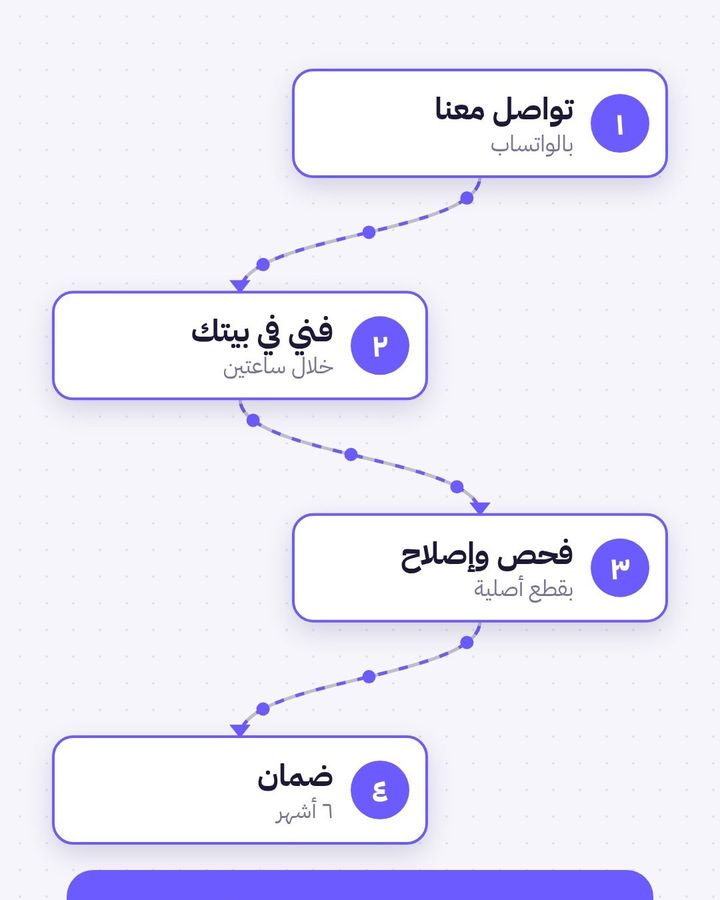 ١
تواصل معنا
بالواتساب
٢
فني في بيتك
خلال ساعتين
٣
فحص وإصلاح
بقطع أصلية
٤
ضمان
٦ أشهر